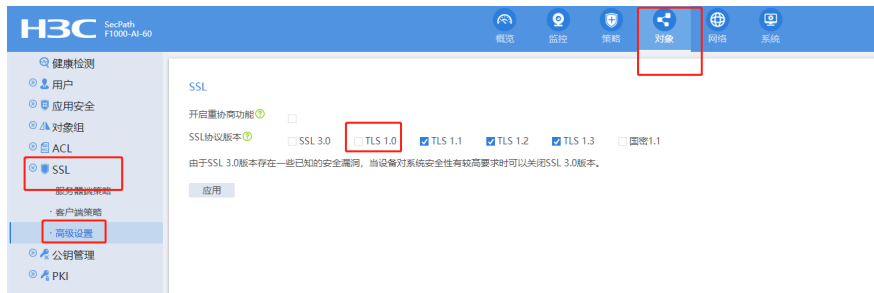 H3C SecPath F1000-AI-60
概览 监控 策略 对象 网络 系统
健康检测
用户
应用安全
对象组
ACL
SSL
服务器端策略
· 客户端策略
· 高级设置
公钥管理
PKI
SSL
开启重协商功能
SSL协议版本 SSL 3.0 TLS 1.0 TLS 1.1 TLS 1.2 TLS 1.3 国密1.1
由于SSL 3.0版本存在一些已知的安全漏洞，当设备对系统安全性有较高要求时可以关闭SSL 3.0版本。
应用